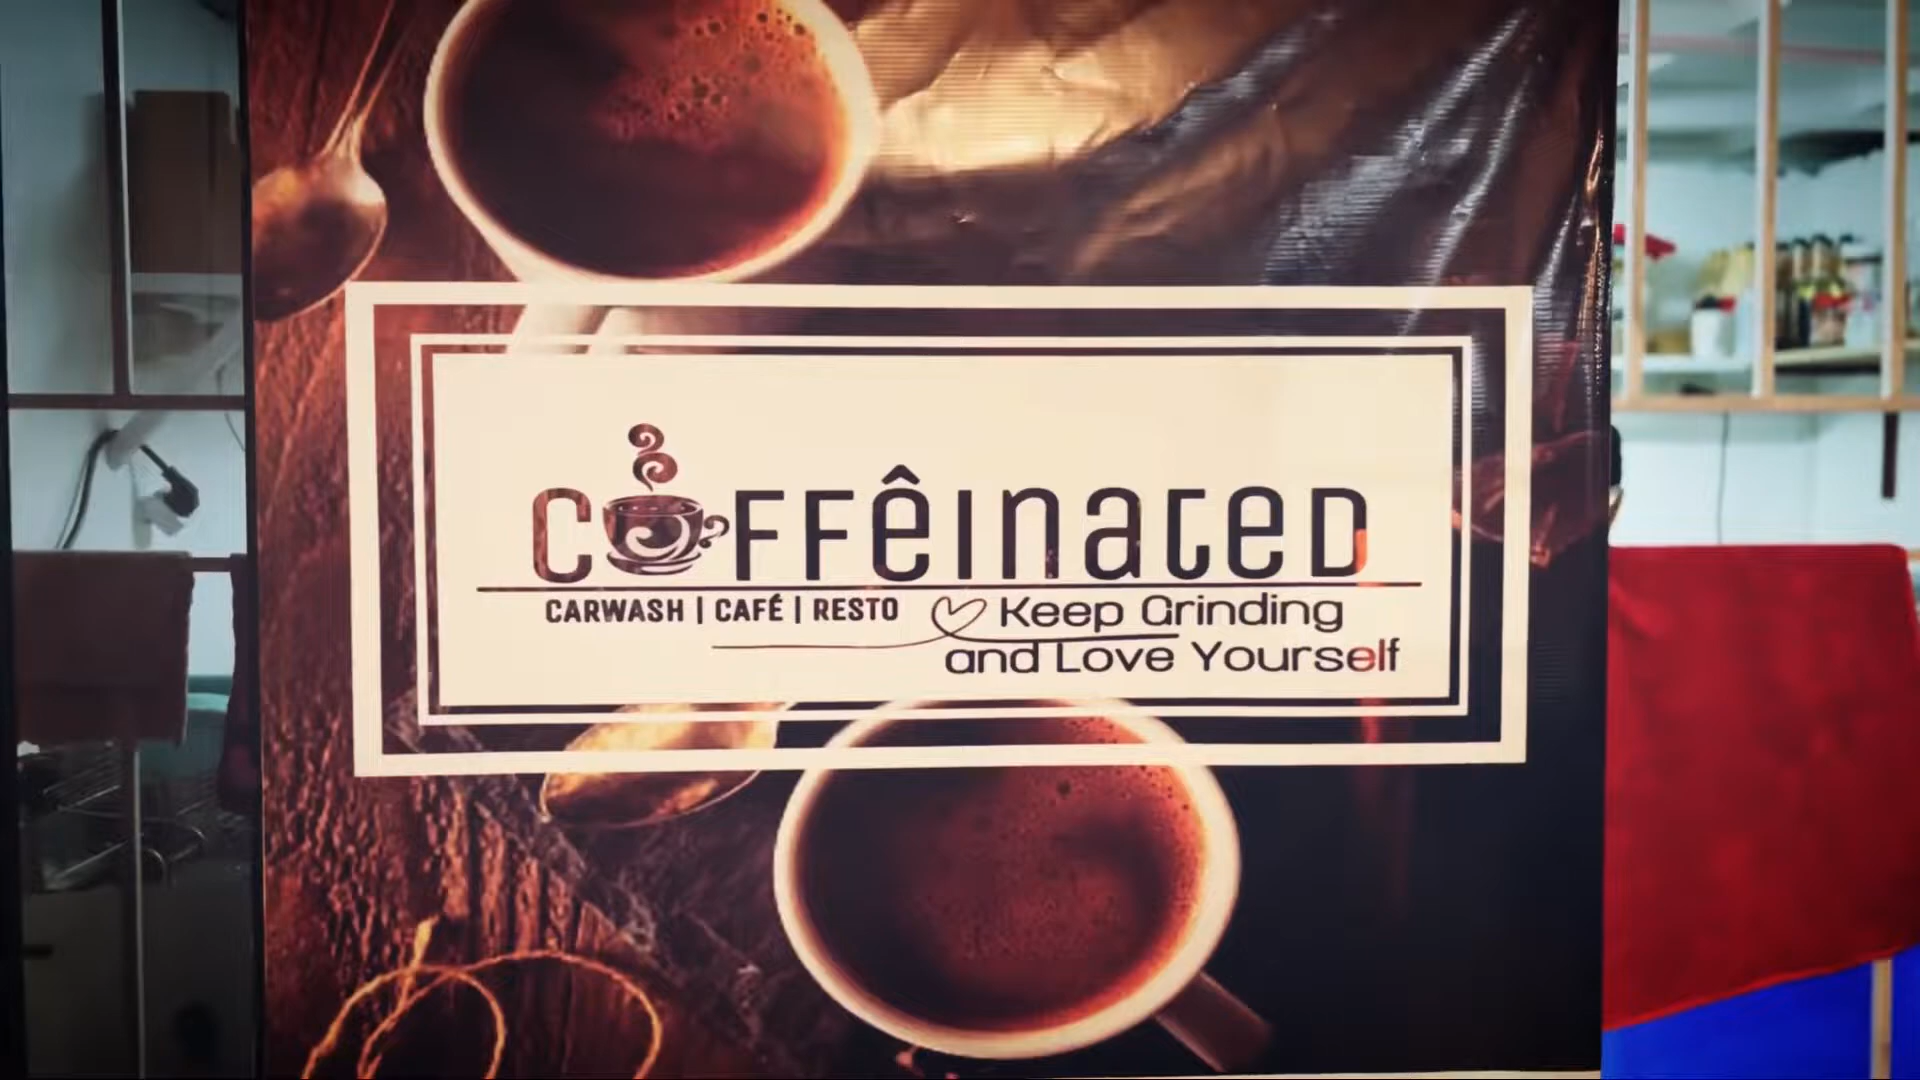 COFFÊINATED
CARWASH | CAFÉ | RESTO
Keep Grinding
and Love Yourself